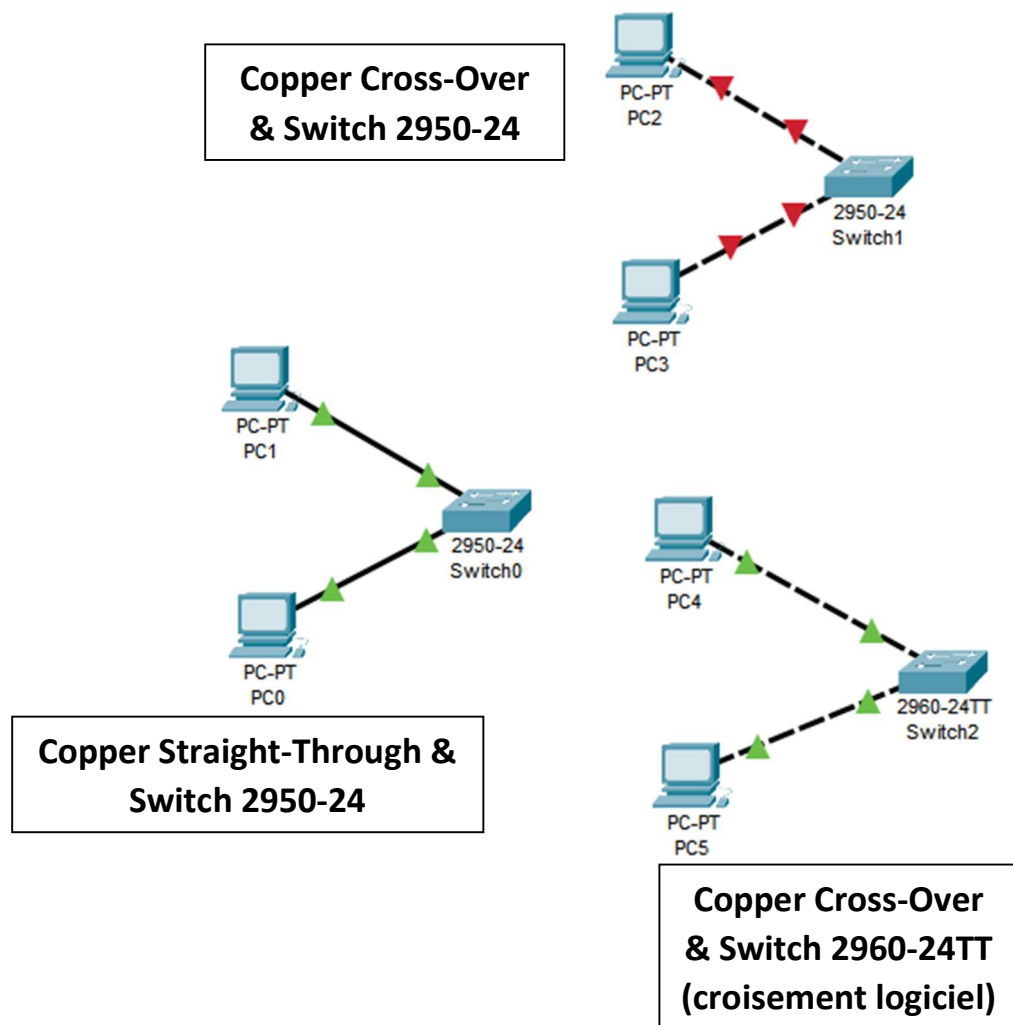 Copper Cross-Over
& Switch 2950-24
PC-PT
PC2
2950-24
Switch1
PC-PT
PC3
PC-PT
PC1
2950-24
Switch0
PC-PT
PC0
Copper Straight-Through &
Switch 2950-24
PC-PT
PC4
2960-24TT
Switch2
PC-PT
PC5
Copper Cross-Over
& Switch 2960-24TT
(croisement logiciel)